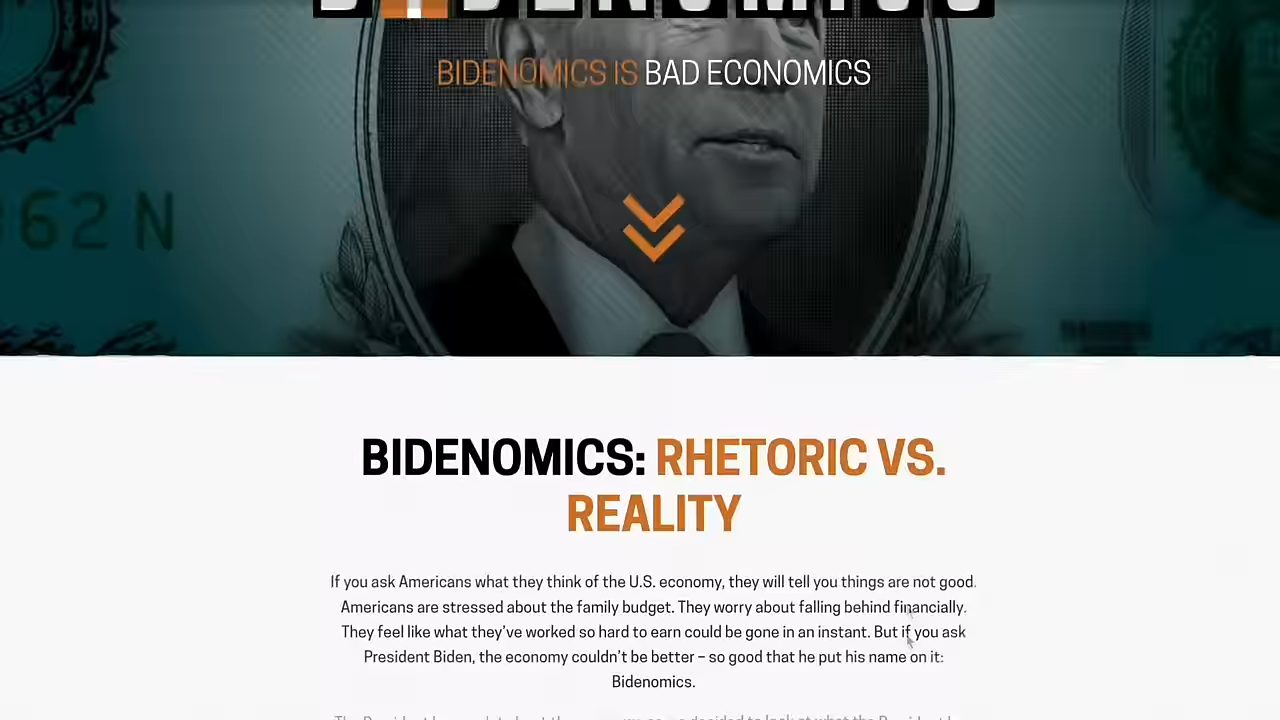 BIDENOMICS
BIDENOMICS IS BAD ECONOMICS
62 N
BIDENOMICS: RHETORIC VS.
REALITY
If you ask Americans what they think of the U.S. economy, they will tell you things are not good.
Americans are stressed about the family budget. They worry about falling behind financially.
They feel like what they’ve worked so hard to earn could be gone in an instant. But if you ask
President Biden, the economy couldn’t be better – so good that he put his name on it:
Bidenomics.